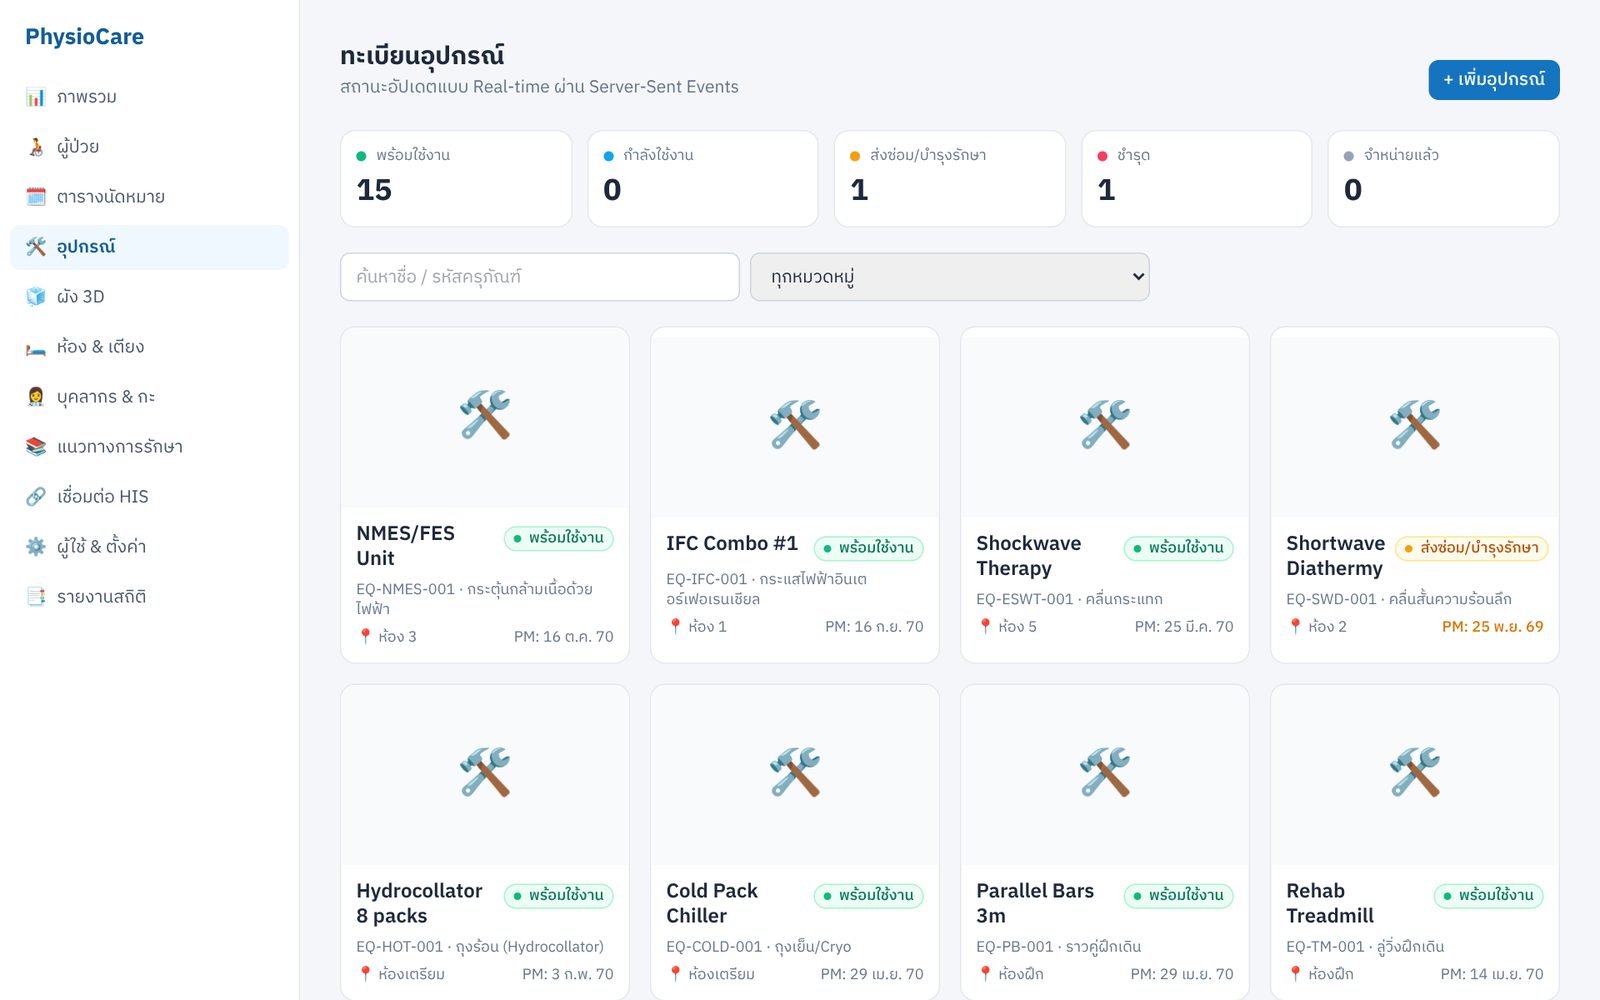 PhysioCare
ภาพรวม
ผู้ป่วย
ตารางนัดหมาย
อุปกรณ์
ผัง 3D
ห้อง & เตียง
บุคลากร & กะ
แนวทางการรักษา
เชื่อมต่อ HIS
ผู้ใช้ & ตั้งค่า
รายงานสถิติ
ทะเบียนอุปกรณ์
สถานะอัปเดตแบบ Real-time ผ่าน Server-Sent Events
+ เพิ่มอุปกรณ์
พร้อมใช้งาน
15
กำลังใช้งาน
0
ส่งซ่อม/บำรุงรักษา
1
ชำรุด
1
จำหน่ายแล้ว
0
ค้นหาชื่อ / รหัสครุภัณฑ์
ทุกหมวดหมู่
NMES/FES
Unit
พร้อมใช้งาน
EQ-NMES-001 · กระตุ้นกล้ามเนื้อด้วย
ไฟฟ้า
ห้อง 3
PM: 16 ต.ค. 70
IFC Combo #1
พร้อมใช้งาน
EQ-IFC-001 · กระแสไฟฟ้าอินเต
อร์เฟอเรนเชียล
ห้อง 1
PM: 16 ก.ย. 70
Shockwave
Therapy
พร้อมใช้งาน
EQ-ESWT-001 · คลื่นกระแทก
ห้อง 5
PM: 25 มี.ค. 70
Shortwave
Diathermy
ส่งซ่อม/บำรุงรักษา
EQ-SWD-001 · คลื่นสั้นความร้อนลึก
ห้อง 2
PM: 25 พ.ย. 69
Hydrocollator
8 packs
พร้อมใช้งาน
EQ-HOT-001 · ถุงร้อน (Hydrocollator)
ห้องเตรียม
PM: 3 ก.พ. 70
Cold Pack
Chiller
พร้อมใช้งาน
EQ-COLD-001 · ถุงเย็น/Cryo
ห้องเตรียม
PM: 29 เม.ย. 70
Parallel Bars
3m
พร้อมใช้งาน
EQ-PB-001 · ราวคู่ฝึกเดิน
ห้องฝึก
PM: 29 เม.ย. 70
Rehab
Treadmill
พร้อมใช้งาน
EQ-TM-001 · ลู่วิ่งฝึกเดิน
ห้องฝึก
PM: 14 เม.ย. 70